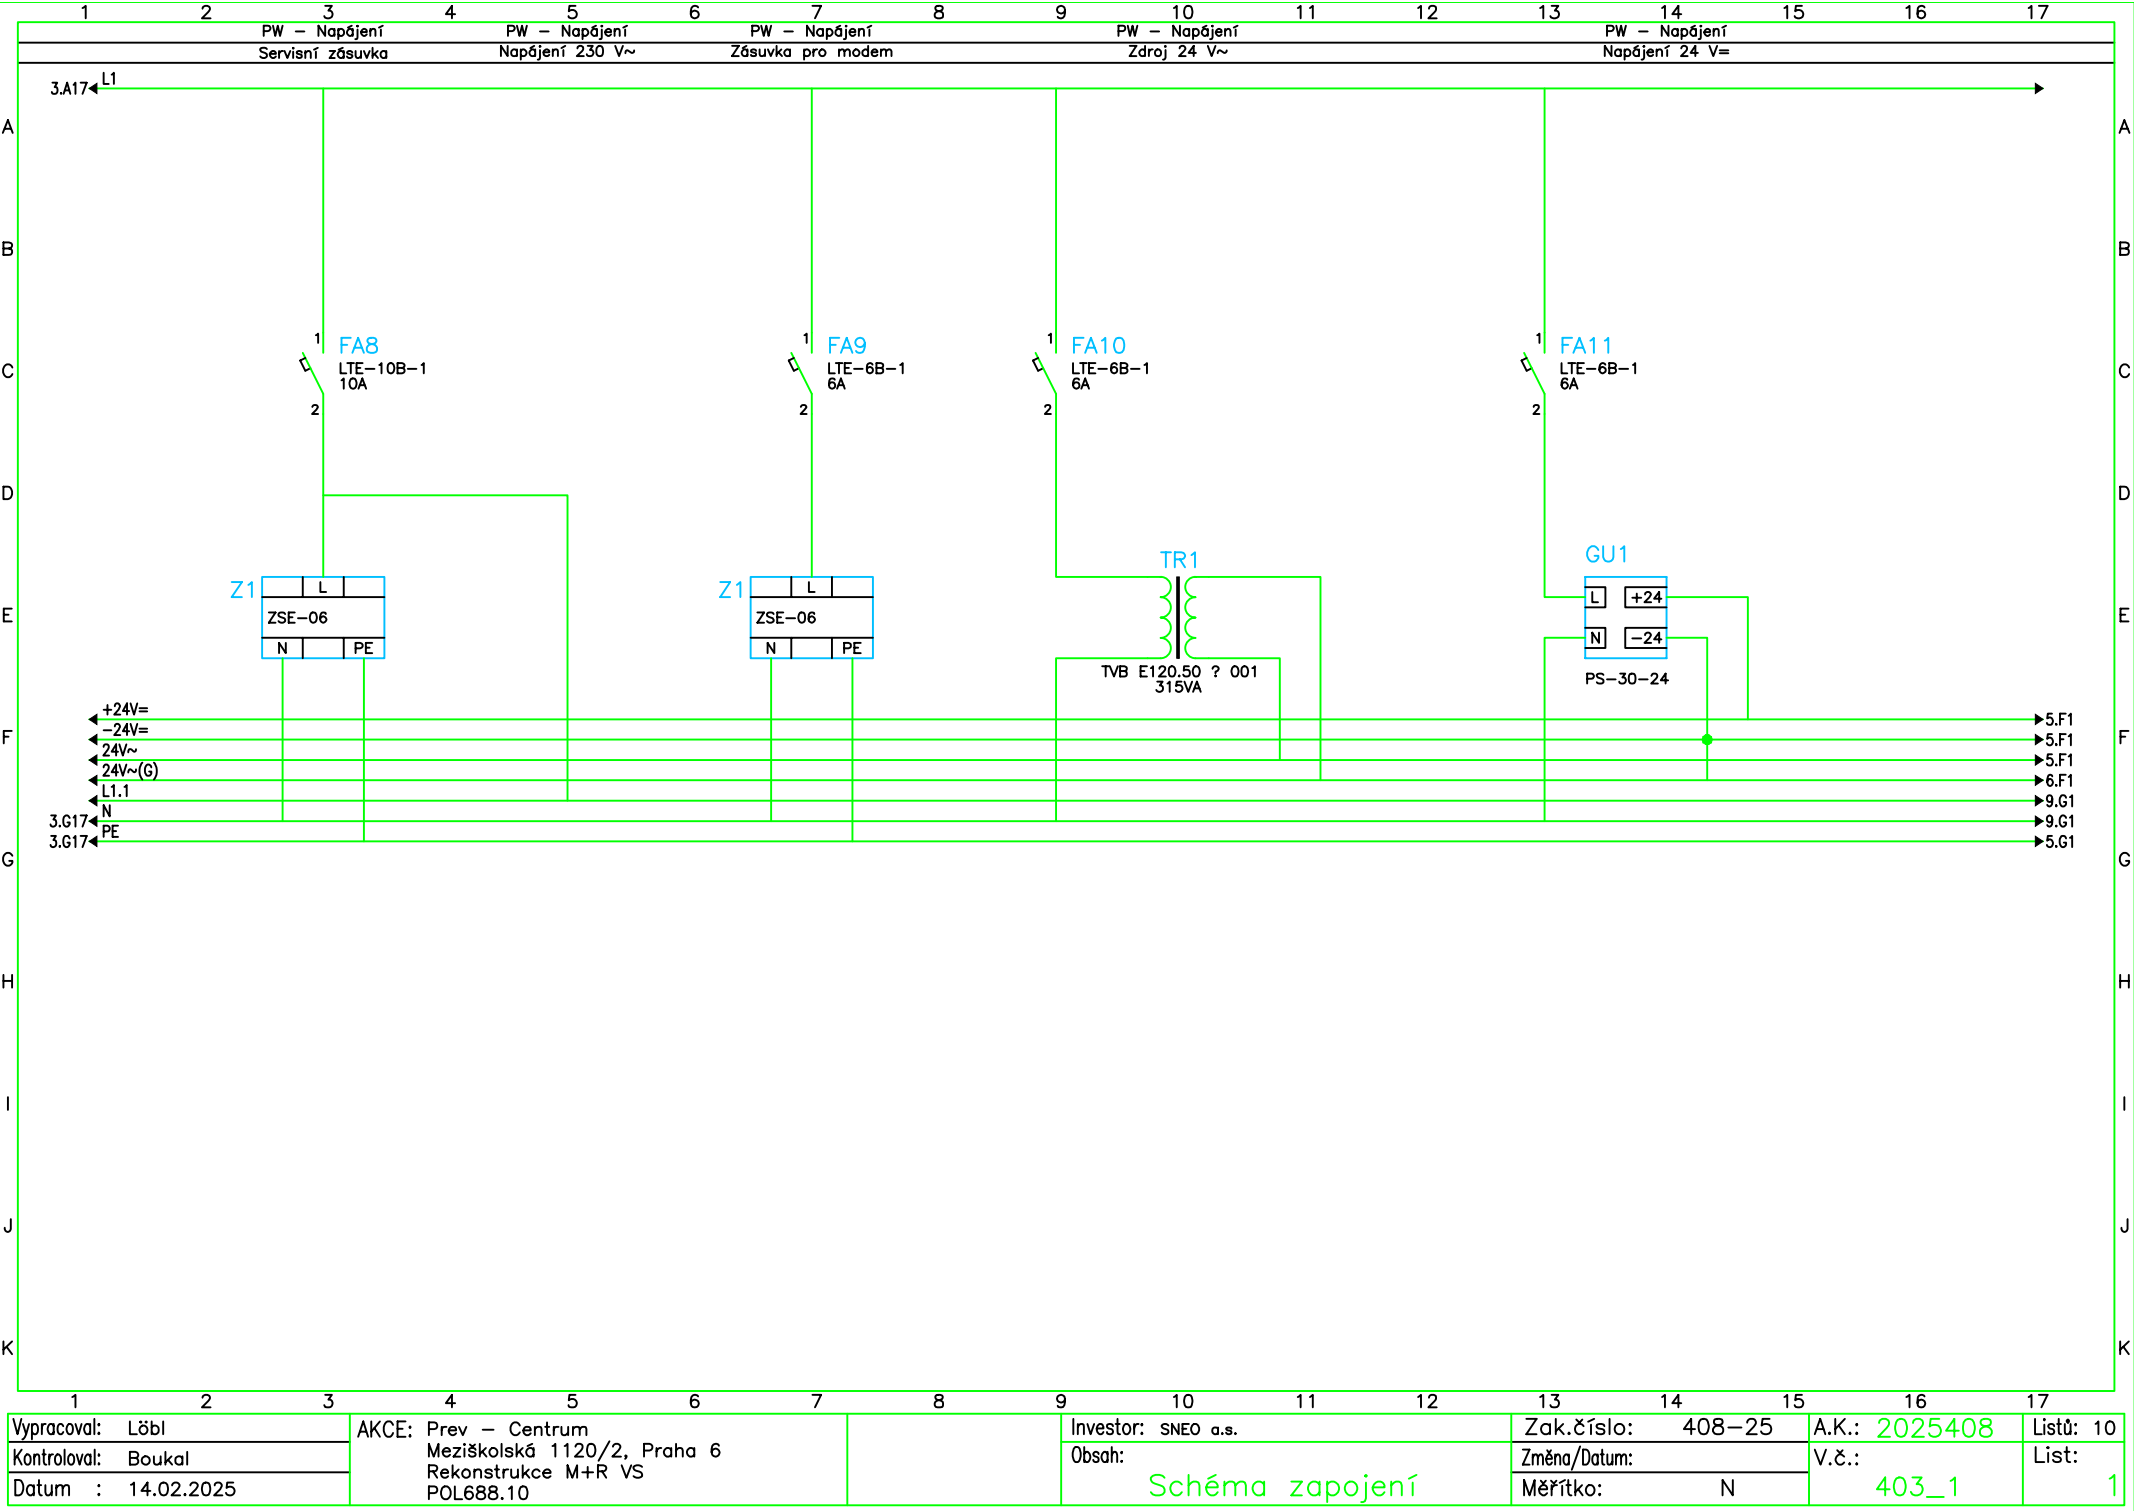 1 2 3 4 5 6 7 8 9 10 11 12 13 14 15 16 17
PW – Napájení PW – Napájení PW – Napájení PW – Napájení PW – Napájení
Servisní zásuvka Napájení 230 V~ Zásuvka pro modem Zdroj 24 V~ Napájení 24 V=
L1
3.A17
A A
B B
1 1 1 1
FA8 FA9 FA10 FA11
C LTE-10B-1 LTE-6B-1 LTE-6B-1 LTE-6B-1 C
10A 6A 6A 6A
2 2 2 2
D D
TR1 GU1
Z1 L Z1 L L +24
E ZSE-06 ZSE-06 E
N PE N PE N -24
TVB E120.50 ? 001
315VA
PS-30-24
+24V= 5.F1
F -24V= 5.F1 F
24V~ 5.F1
24V~(G) 6.F1
L1.1 9.G1
3.G17 N 9.G1
3.G17 PE 5.G1
G G
H H
I I
J J
K K
1 2 3 4 5 6 7 8 9 10 11 12 13 14 15 16 17
Vypracoval: Löbl
Kontroloval: Boukal
Datum : 14.02.2025
AKCE: Prev – Centrum
Meziškolská 1120/2, Praha 6
Rekonstrukce M+R VS
POL688.10
Investor: SNEO a.s.
Obsah:
Schéma zapojení
Zak.číslo: 408-25
Změna/Datum:
Měřítko: N
A.K.: 2025408
V.č.:
403_1
Listů: 10
List:
1